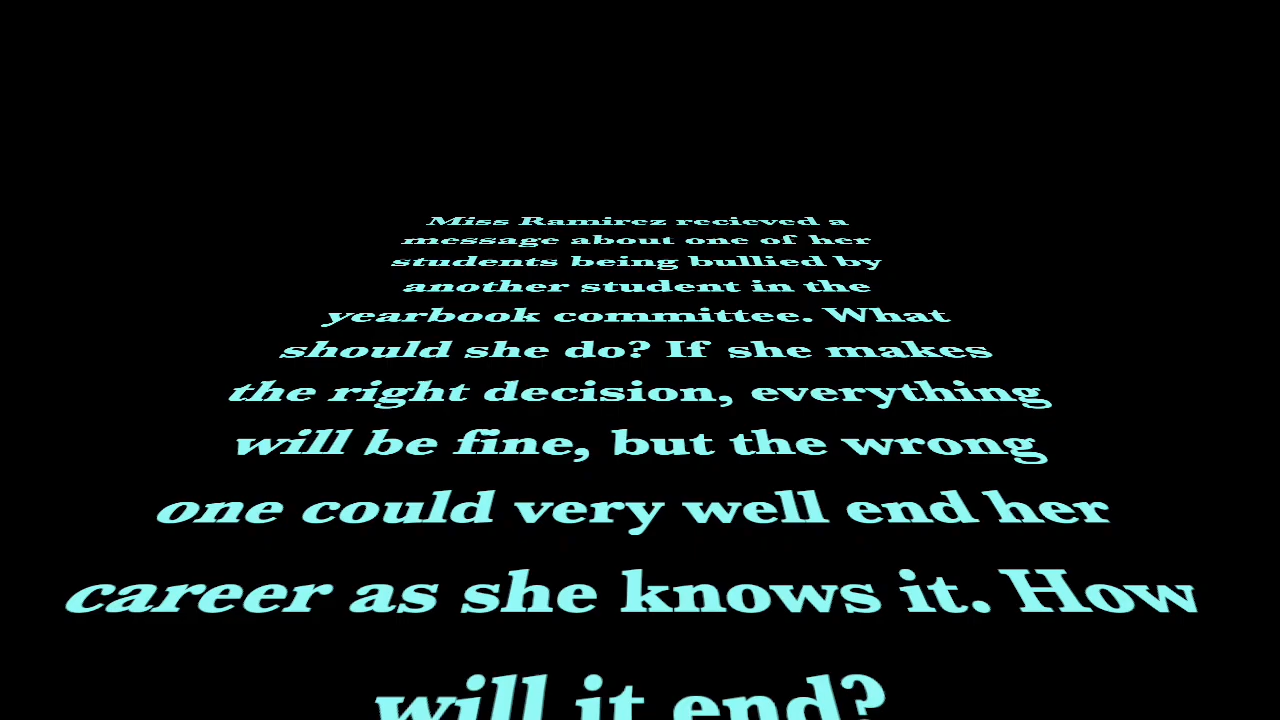 Miss Ramirez recieved a
message about one of her
students being bullied by
another student in the
yearbook committee. What
should she do? If she makes
the right decision, everything
will be fine, but the wrong
one could very well end her
career as she knows it. How
will it end?